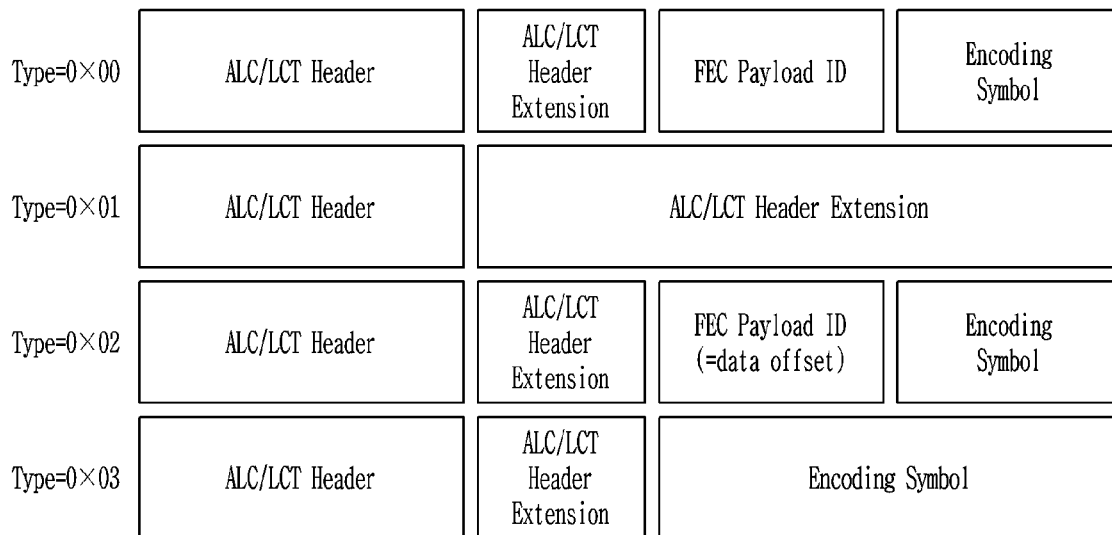 Type=0×00
ALC/LCT Header
ALC/LCT
Header
Extension
FEC Payload ID
Encoding
Symbol
Type=0×01
ALC/LCT Header
ALC/LCT Header Extension
Type=0×02
ALC/LCT Header
ALC/LCT
Header
Extension
FEC Payload ID
(=data offset)
Encoding
Symbol
Type=0×03
ALC/LCT Header
ALC/LCT
Header
Extension
Encoding Symbol